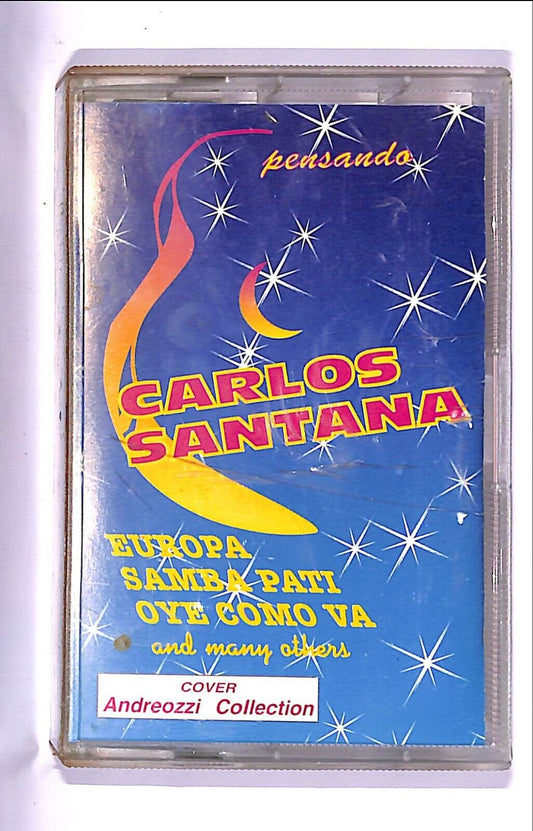 pensando
CARLOS
SANTANA
EUROPA
SAMBA PATI
OYE COMO VA
and many others
COVER
Andreozzi Collection